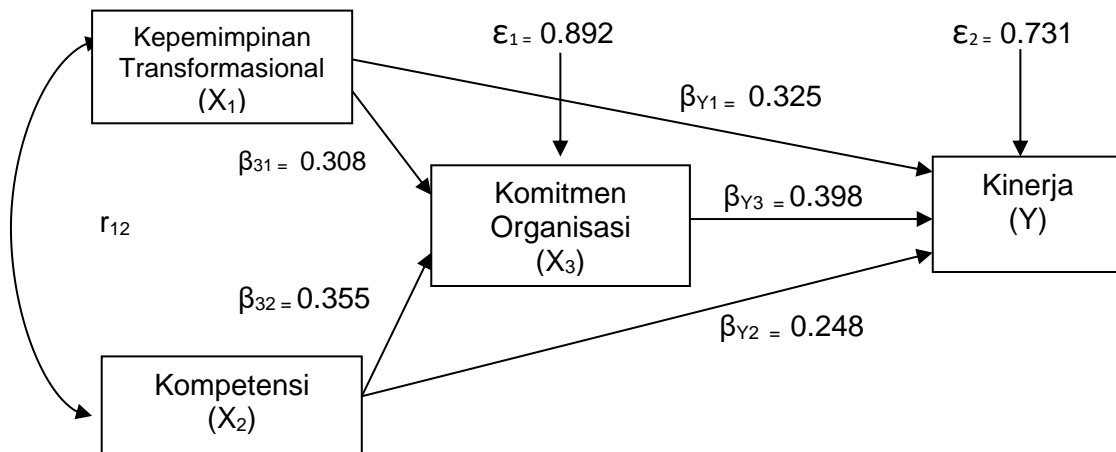 Kepemimpinan
Transformasional
(X₁)
ε₁ = 0.892
ε₂ = 0.731
βY₁ = 0.325
β₃₁ = 0.308
Komitmen
Organisasi
(X₃)
βY₃ = 0.398
Kinerja
(Y)
r₁₂
β₃₂ = 0.355
βY₂ = 0.248
Kompetensi
(X₂)